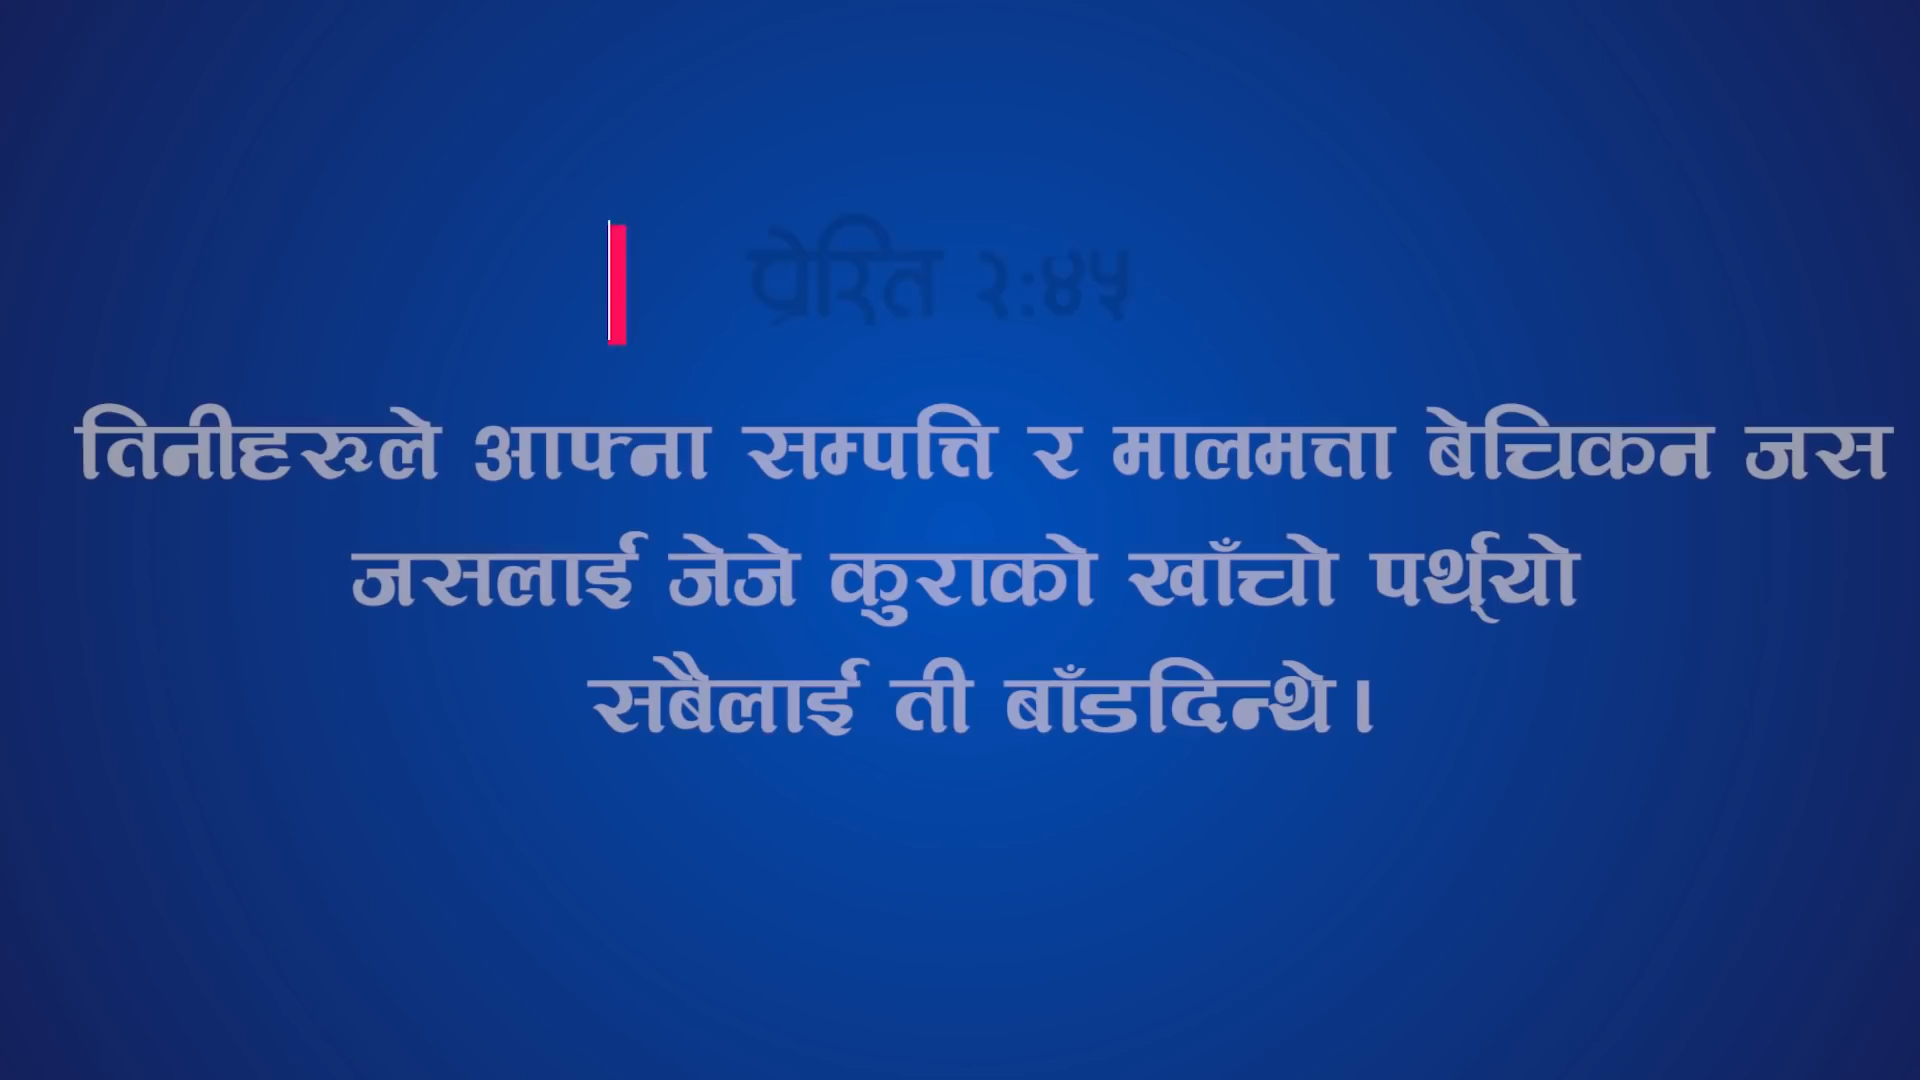 प्रेरित २:४५
तिनीहरुले आफ्ना सम्पत्ति र मालमत्ता बेचिकन जस
जसलाई जेजे कुराको खाँचो पर्थ्यो
सबैलाई ती बाँडदिन्थे।